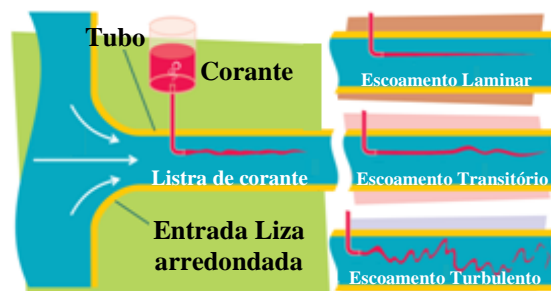 Tubo
Corante
Listra de corante
Entrada Liza
arredondada
Escoamento Laminar
Escoamento Transitório
Escoamento Turbulento